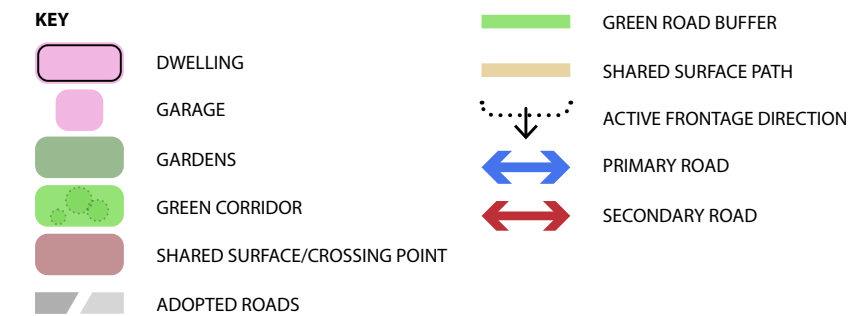 KEY
DWELLING
GARAGE
GARDENS
GREEN CORRIDOR
SHARED SURFACE/CROSSING POINT
ADOPTED ROADS
GREEN ROAD BUFFER
SHARED SURFACE PATH
ACTIVE FRONTAGE DIRECTION
PRIMARY ROAD
SECONDARY ROAD